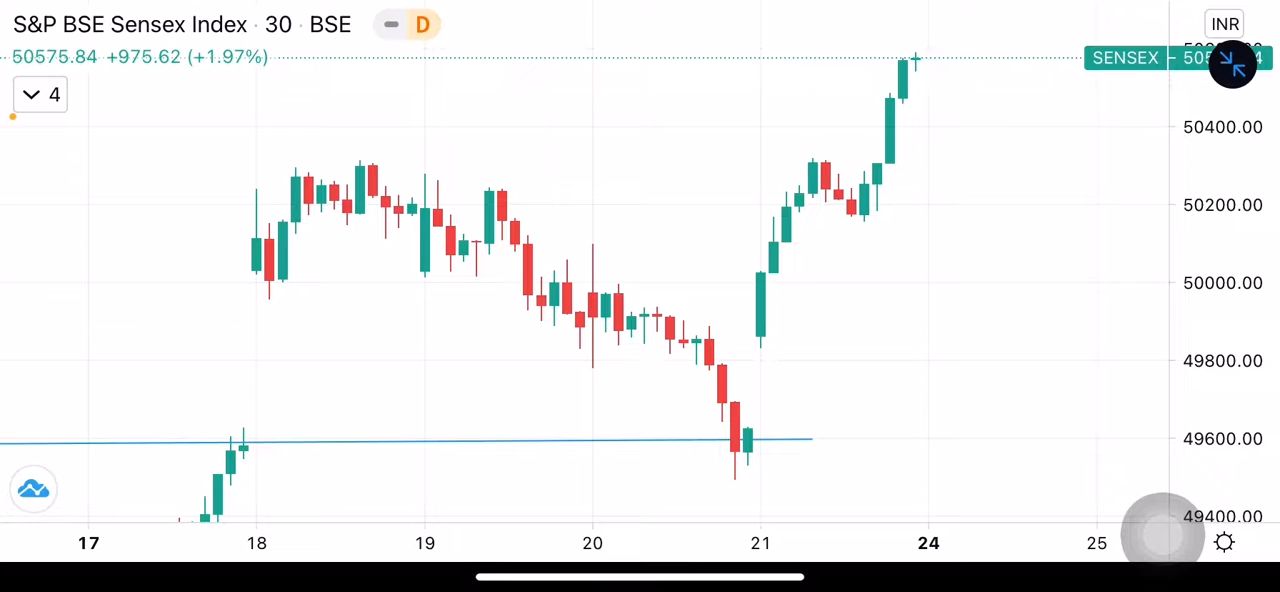 S&P BSE Sensex Index · 30 · BSE
D
INR
50575.84 +975.62 (+1.97%)
SENSEX
4
50400.00
50200.00
50000.00
49800.00
49600.00
49400.00
17 18 19 20 21 24 25